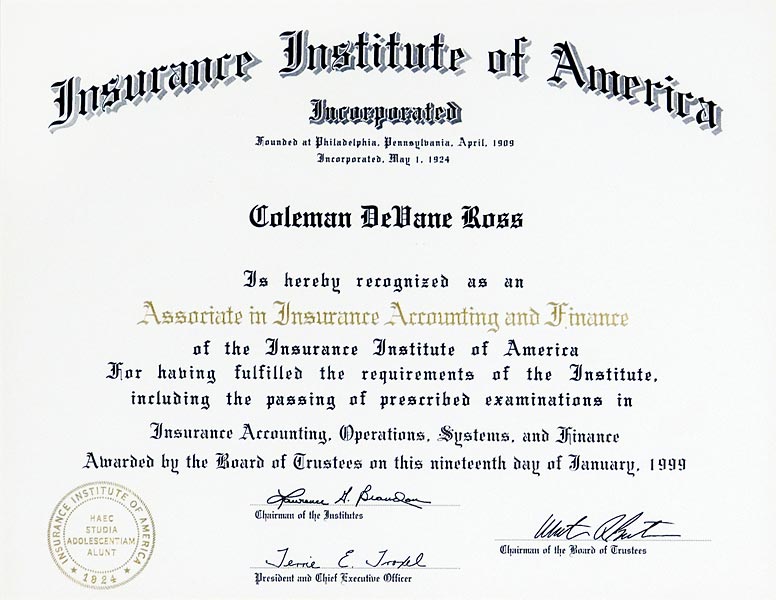 Insurance Institute of America
Incorporated
Founded at Philadelphia, Pennsylvania, April, 1909
Incorporated, May 1, 1924
Coleman DeVane Ross
Is hereby recognized as an
Associate in Insurance Accounting and Finance
of the Insurance Institute of America
For having fulfilled the requirements of the Institute,
including the passing of prescribed examinations in
Insurance Accounting, Operations, Systems, and Finance
Awarded by the Board of Trustees on this nineteenth day of January, 1999
Lawrence G. Brandon
Chairman of the Institutes
Chairman of the Board of Trustees
Terrie E. Troxel
President and Chief Executive Officer
INSURANCE INSTITUTE OF AMERICA
HAEC
STUDIA
ADOLESCENTIAM
ALUNT
1924